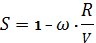 S = 1 - ω · R/V